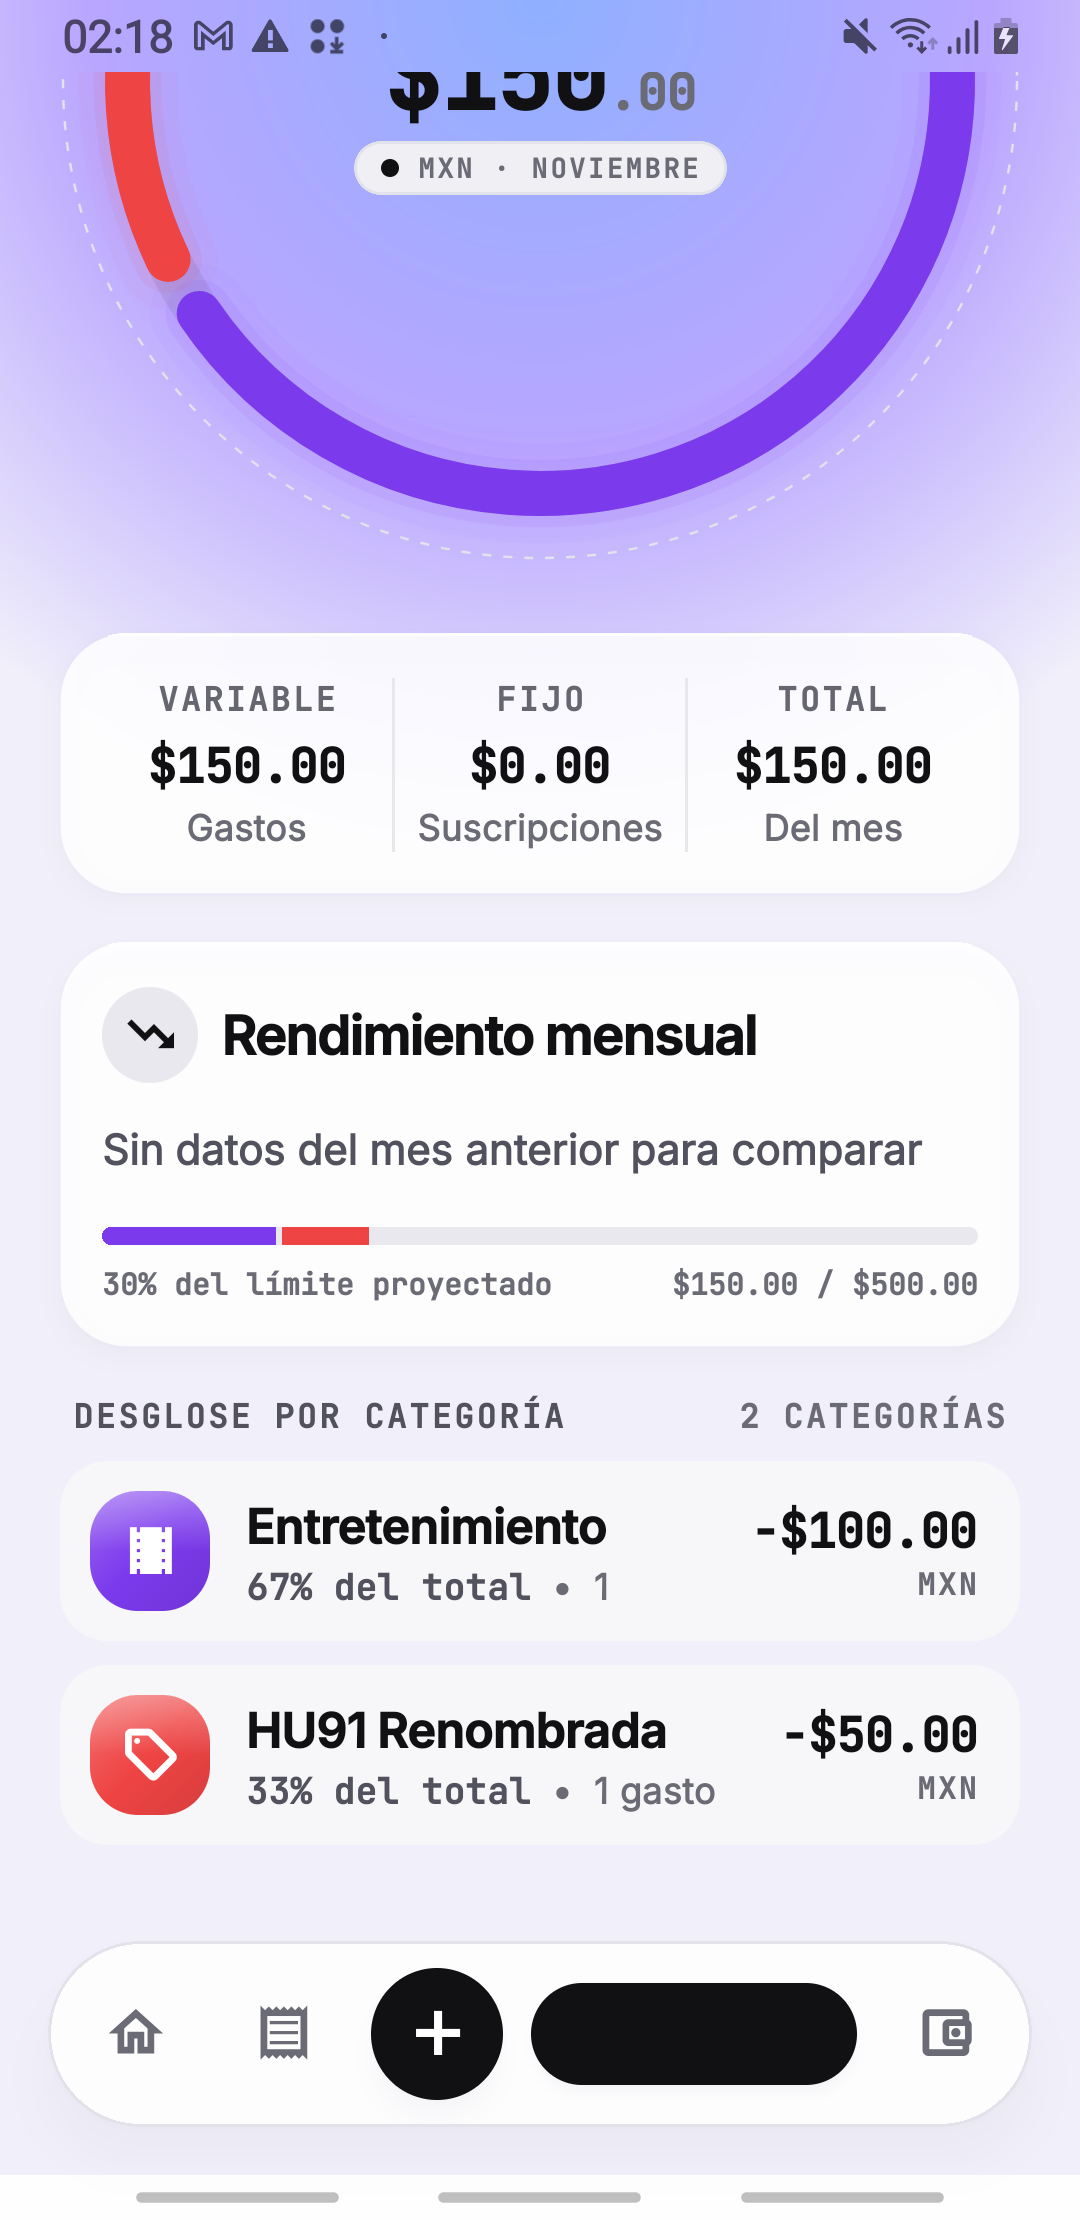 02:18
$150.00
MXN · NOVIEMBRE
VARIABLE FIJO TOTAL
$150.00 $0.00 $150.00
Gastos Suscripciones Del mes
Rendimiento mensual
Sin datos del mes anterior para comparar
30% del límite proyectado $150.00 / $500.00
DESGLOSE POR CATEGORÍA 2 CATEGORÍAS
Entretenimiento -$100.00
67% del total • 1 MXN
HU91 Renombrada -$50.00
33% del total • 1 gasto MXN